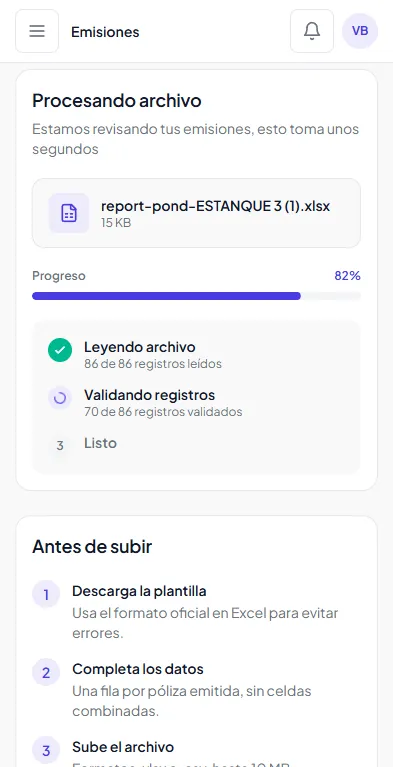 Emisiones
VB
Procesando archivo
Estamos revisando tus emisiones, esto toma unos
segundos
report-pond-ESTANQUE 3 (1).xlsx
15 KB
Progreso
82%
Leyendo archivo
86 de 86 registros leídos
Validando registros
70 de 86 registros validados
3
Listo
Antes de subir
1
Descarga la plantilla
Usa el formato oficial en Excel para evitar
errores.
2
Completa los datos
Una fila por póliza emitida, sin celdas
combinadas.
3
Sube el archivo